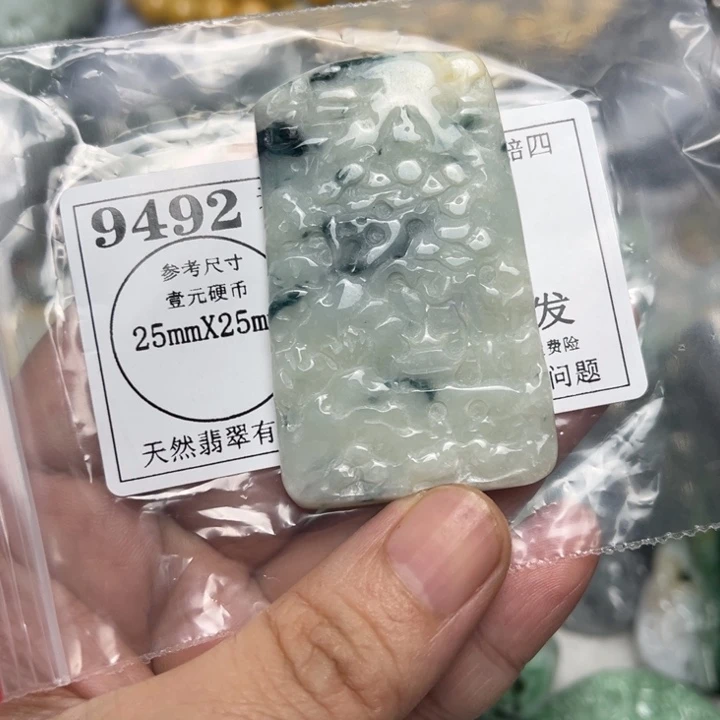 9492
倍四
参考尺寸
壹元硬币
25mmX25m
发
费险
问题
天然翡翠有